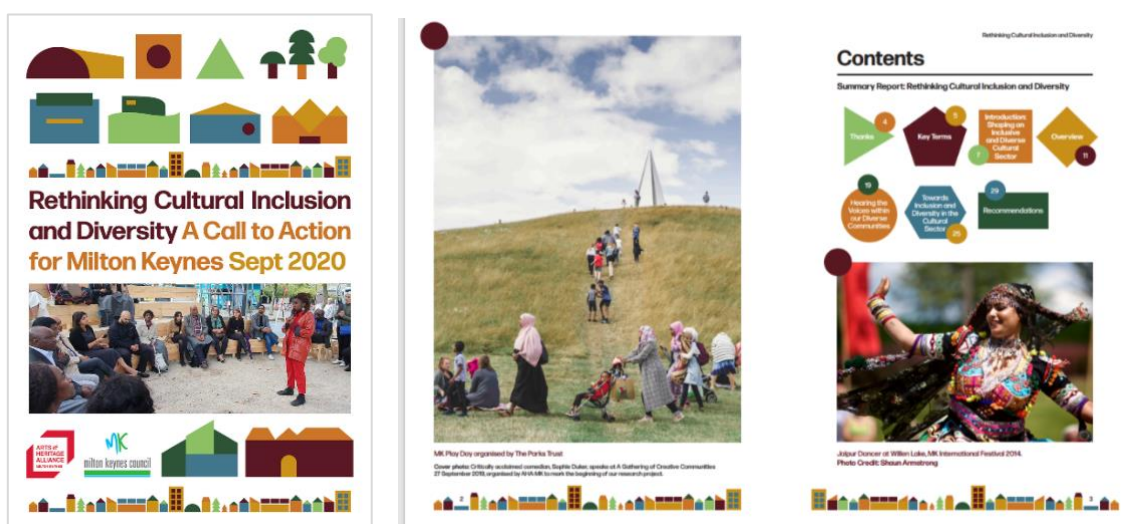 Rethinking Cultural Inclusion
and Diversity A Call to Action
for Milton Keynes Sept 2020
ARTS &
HERITAGE
ALLIANCE
MK
milton keynes council
MK Play Day organised by The Parks Trust
Cover photo: Critically acclaimed comedian, Sophie Duker, speaks at A Gathering of Creative Communities
27 September 2019, organised by AHA-MK to mark the beginning of our research project.
2
Rethinking Cultural Inclusion and Diversity
Contents
Summary Report: Rethinking Cultural Inclusion and Diversity
Thanks
4
Key Terms
5
Introduction:
Shaping an
Inclusive
and Diverse
Cultural
Sector
7
Overview
11
Hearing the
Voices within
our Diverse
Communities
19
Towards
Inclusion and
Diversity in the
Cultural
Sector
25
Recommendations
29
Jaipur Dancer at Willen Lake, MK International Festival 2014.
Photo Credit: Shaun Armstrong
3